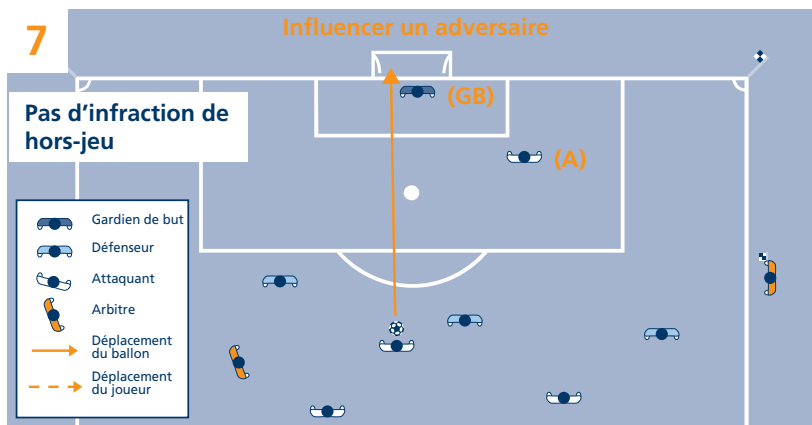 7
Influencer un adversaire
(GB)
Pas d’infraction de
hors-jeu
(A)
Gardien de but
Défenseur
Attaquant
Arbitre
Déplacement
du ballon
Déplacement
du joueur